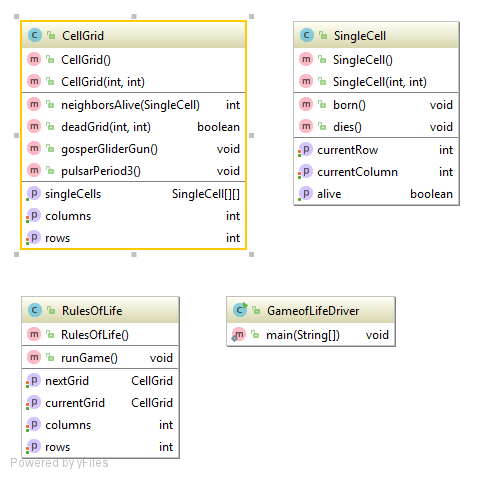 CellGrid
CellGrid()
CellGrid(int, int)
neighborsAlive(SingleCell) int
deadGrid(int, int) boolean
gosperGliderGun() void
pulsarPeriod3() void
singleCells SingleCell[][]
columns int
rows int
SingleCell
SingleCell()
SingleCell(int, int)
born() void
dies() void
currentRow int
currentColumn int
alive boolean
RulesOfLife
RulesOfLife()
runGame() void
nextGrid CellGrid
currentGrid CellGrid
columns int
rows int
GameofLifeDriver
main(String[]) void
Powered by yFiles